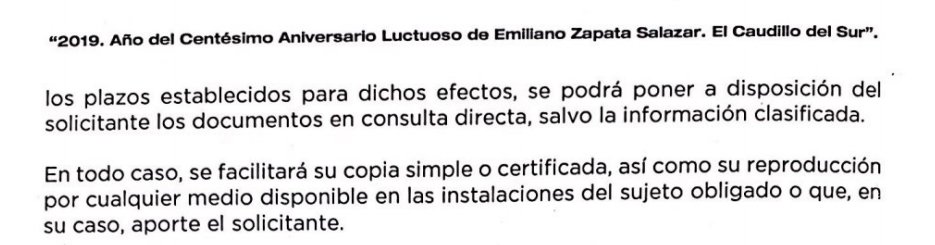 “2019. Año del Centésimo Aniversario Luctuoso de Emiliano Zapata Salazar. El Caudillo del Sur”.
los plazos establecidos para dichos efectos, se podrá poner a disposición del
solicitante los documentos en consulta directa, salvo la información clasificada.
En todo caso, se facilitará su copia simple o certificada, así como su reproducción
por cualquier medio disponible en las instalaciones del sujeto obligado o que, en
su caso, aporte el solicitante.